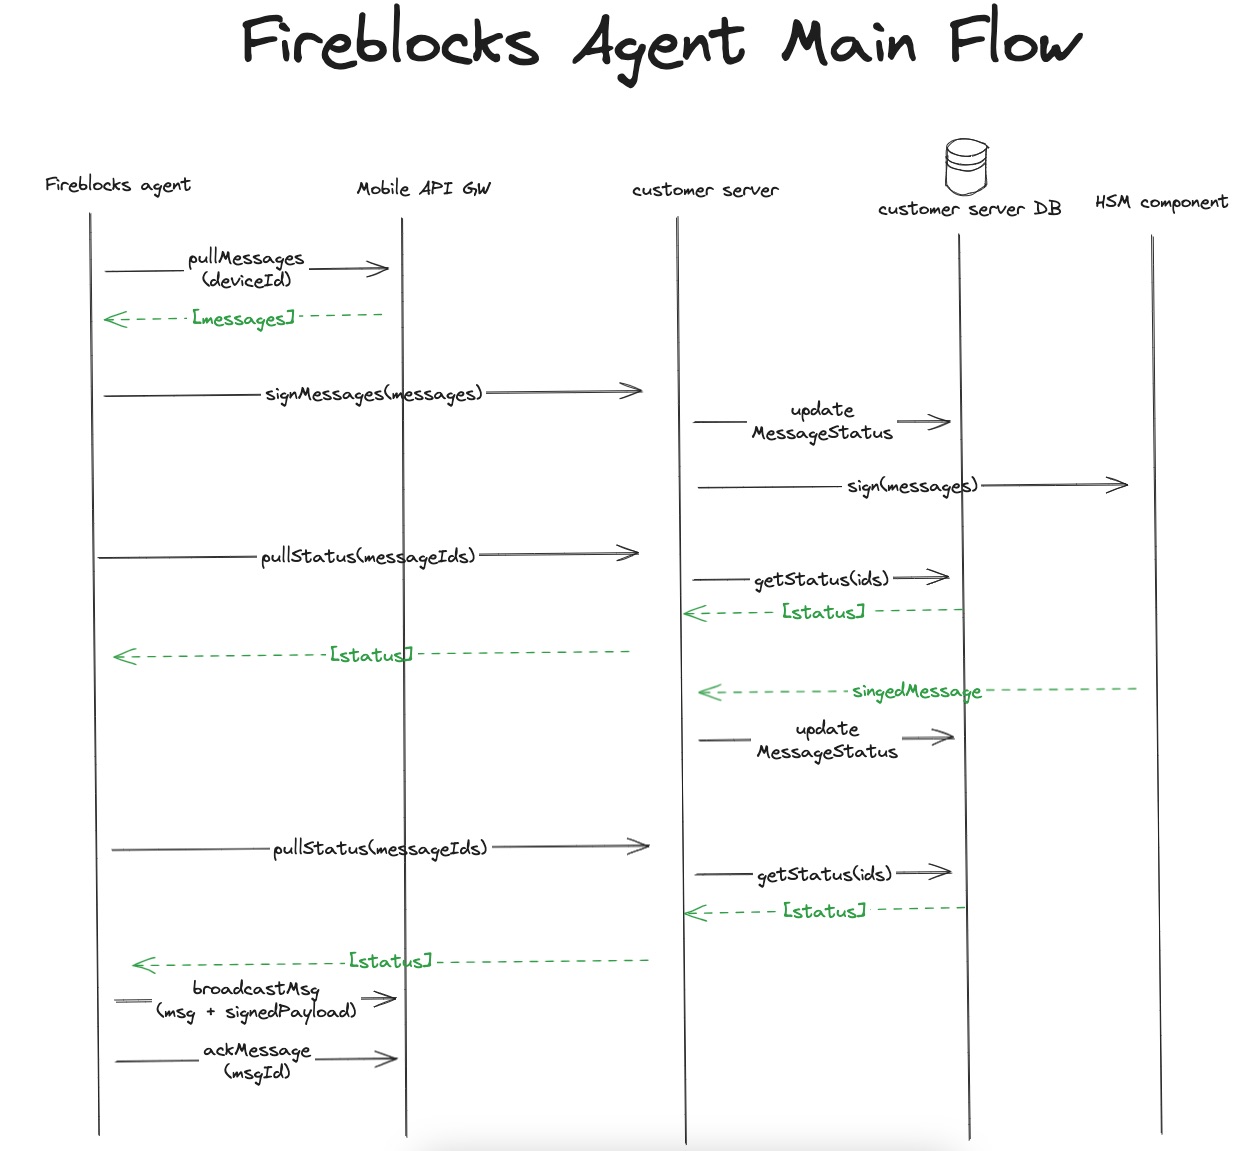 Fireblocks Agent Main Flow
Fireblocks agent
Mobile API GW
customer server
customer server DB
HSM component
pullMessages
(deviceId)
[messages]
signMessages(messages)
update
MessageStatus
sign(messages)
pullStatus(messageIds)
getStatus(ids)
[status]
[status]
singedMessage
update
MessageStatus
pullStatus(messageIds)
getStatus(ids)
[status]
[status]
broadcastMsg
(msg + signedPayload)
ackMessage
(msgId)